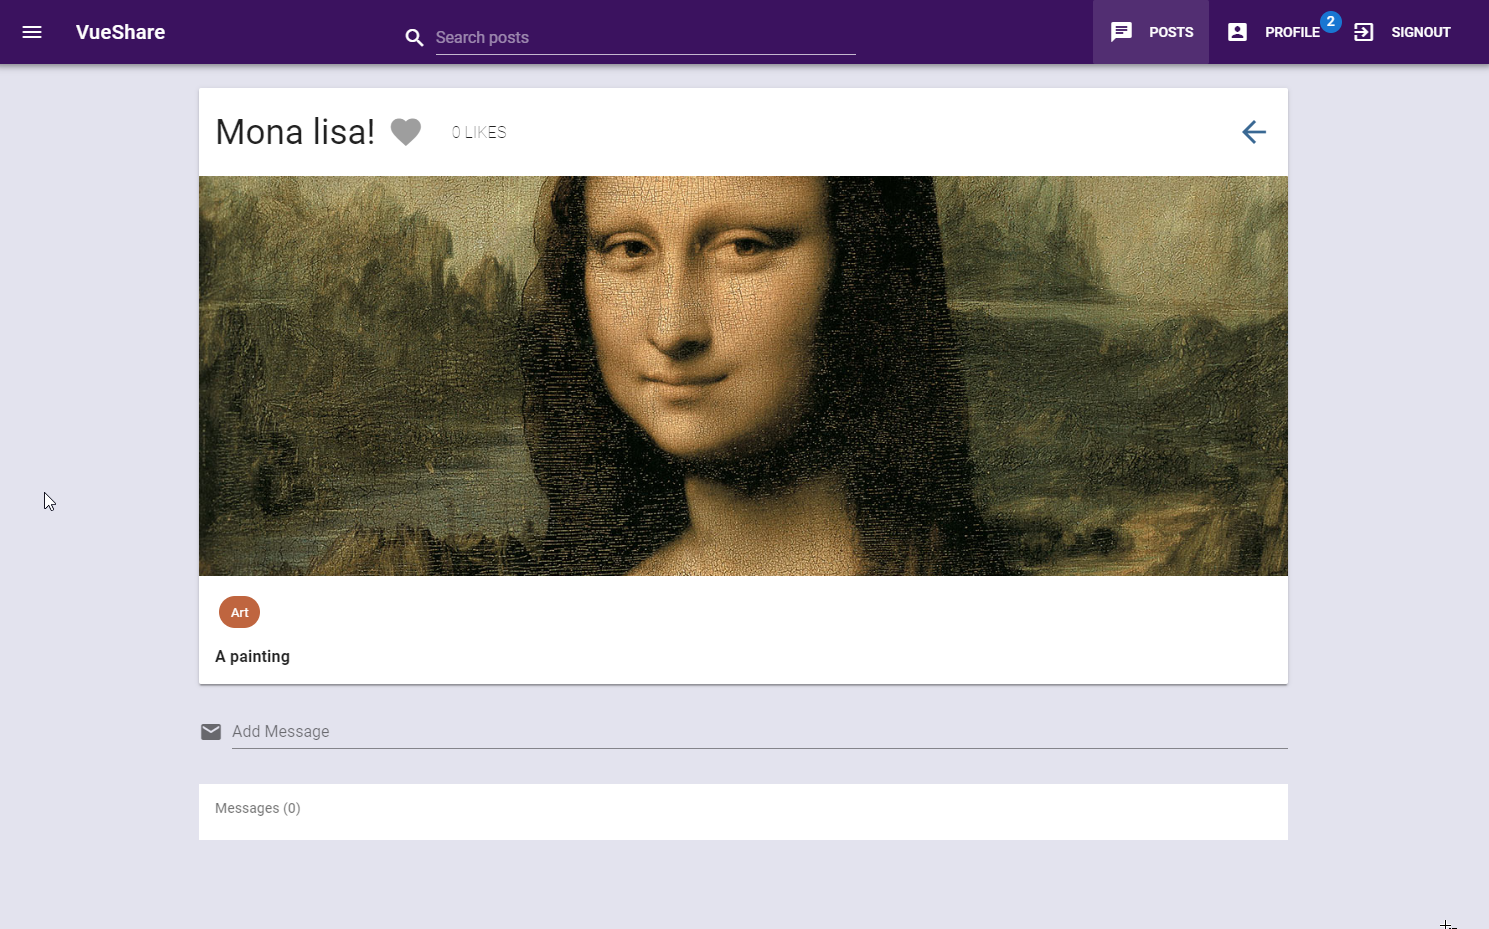 VueShare
Search posts
POSTS
PROFILE
2
SIGNOUT
Mona lisa!
0 LIKES
Art
A painting
Add Message
Messages (0)